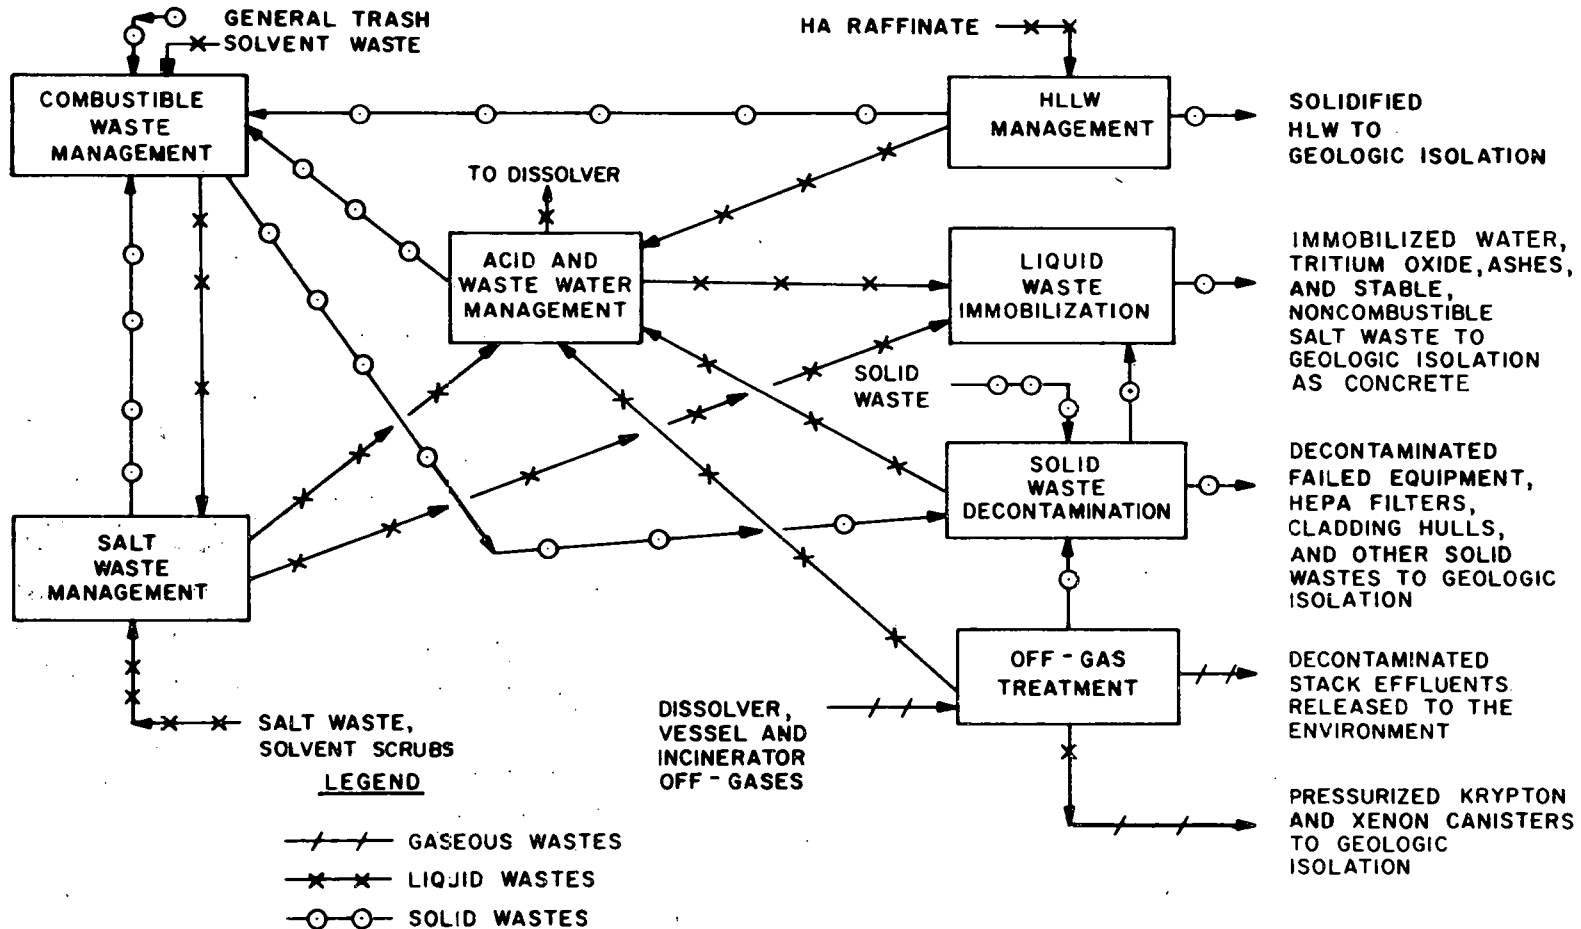 GENERAL TRASH
SOLVENT WASTE
HA RAFFINATE
COMBUSTIBLE
WASTE
MANAGEMENT
HLLW
MANAGEMENT
SOLIDIFIED
HLW TO
GEOLOGIC ISOLATION
TO DISSOLVER
ACID AND
WASTE WATER
MANAGEMENT
LIQUID
WASTE
IMMOBILIZATION
IMMOBILIZED WATER,
TRITIUM OXIDE, ASHES,
AND STABLE,
NONCOMBUSTIBLE
SALT WASTE TO
GEOLOGIC ISOLATION
AS CONCRETE
SOLID
WASTE
SOLID
WASTE
DECONTAMINATION
DECONTAMINATED
FAILED EQUIPMENT,
HEPA FILTERS,
CLADDING HULLS,
AND OTHER SOLID
WASTES TO GEOLOGIC
ISOLATION
SALT
WASTE
MANAGEMENT
OFF-GAS
TREATMENT
DECONTAMINATED
STACK EFFLUENTS
RELEASED TO THE
ENVIRONMENT
SALT WASTE,
SOLVENT SCRUBS
DISSOLVER,
VESSEL AND
INCINERATOR
OFF-GASES
PRESSURIZED KRYPTON
AND XENON CANISTERS
TO GEOLOGIC
ISOLATION
LEGEND
GASEOUS WASTES
LIQUID WASTES
SOLID WASTES